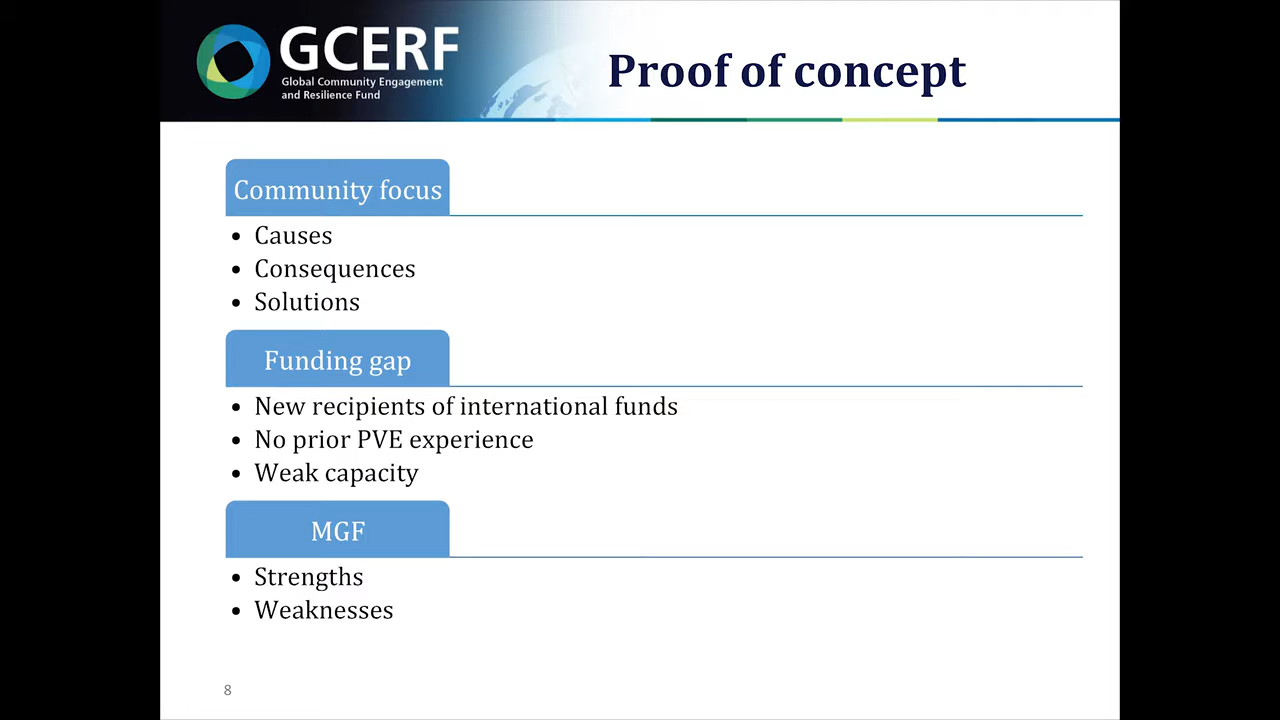 GCERF
Global Community Engagement
and Resilience Fund
Proof of concept
Community focus
• Causes
• Consequences
• Solutions
Funding gap
• New recipients of international funds
• No prior PVE experience
• Weak capacity
MGF
• Strengths
• Weaknesses
8